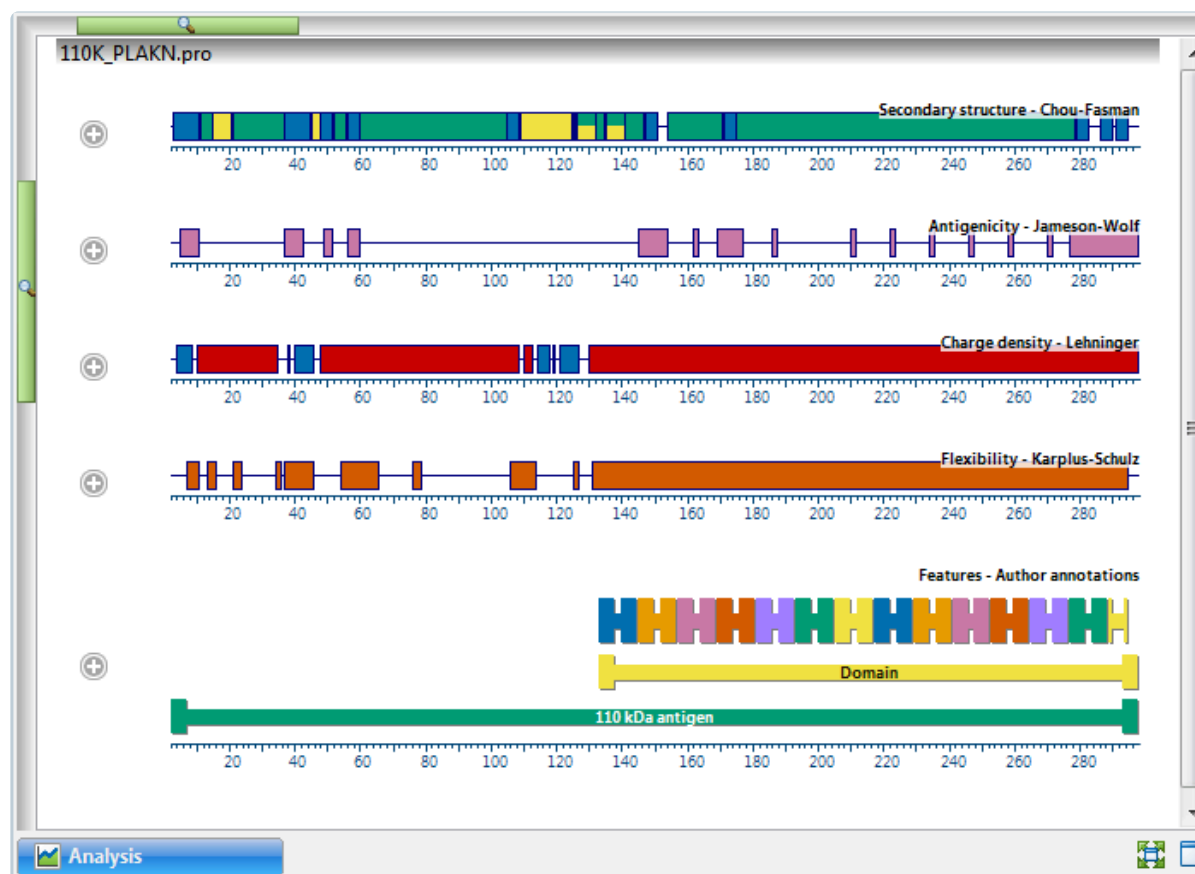 110K_PLAKN.pro
Secondary structure - Chou-Fasman
20 40 60 80 100 120 140 160 180 200 220 240 260 280
Antigenicity - Jameson-Wolf
20 40 60 80 100 120 140 160 180 200 220 240 260 280
Charge density - Lehninger
20 40 60 80 100 120 140 160 180 200 220 240 260 280
Flexibility - Karplus-Schulz
20 40 60 80 100 120 140 160 180 200 220 240 260 280
Features - Author annotations
Domain
110 kDa antigen
20 40 60 80 100 120 140 160 180 200 220 240 260 280
Analysis